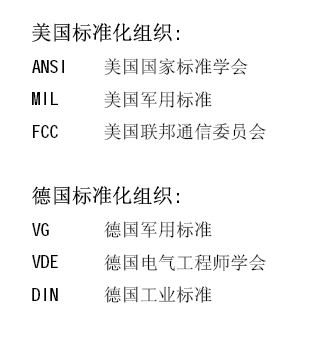 美国标准化组织:
ANSI 美国国家标准学会
MIL 美国军用标准
FCC 美国联邦通信委员会
德国标准化组织:
VG 德国军用标准
VDE 德国电气工程师学会
DIN 德国工业标准